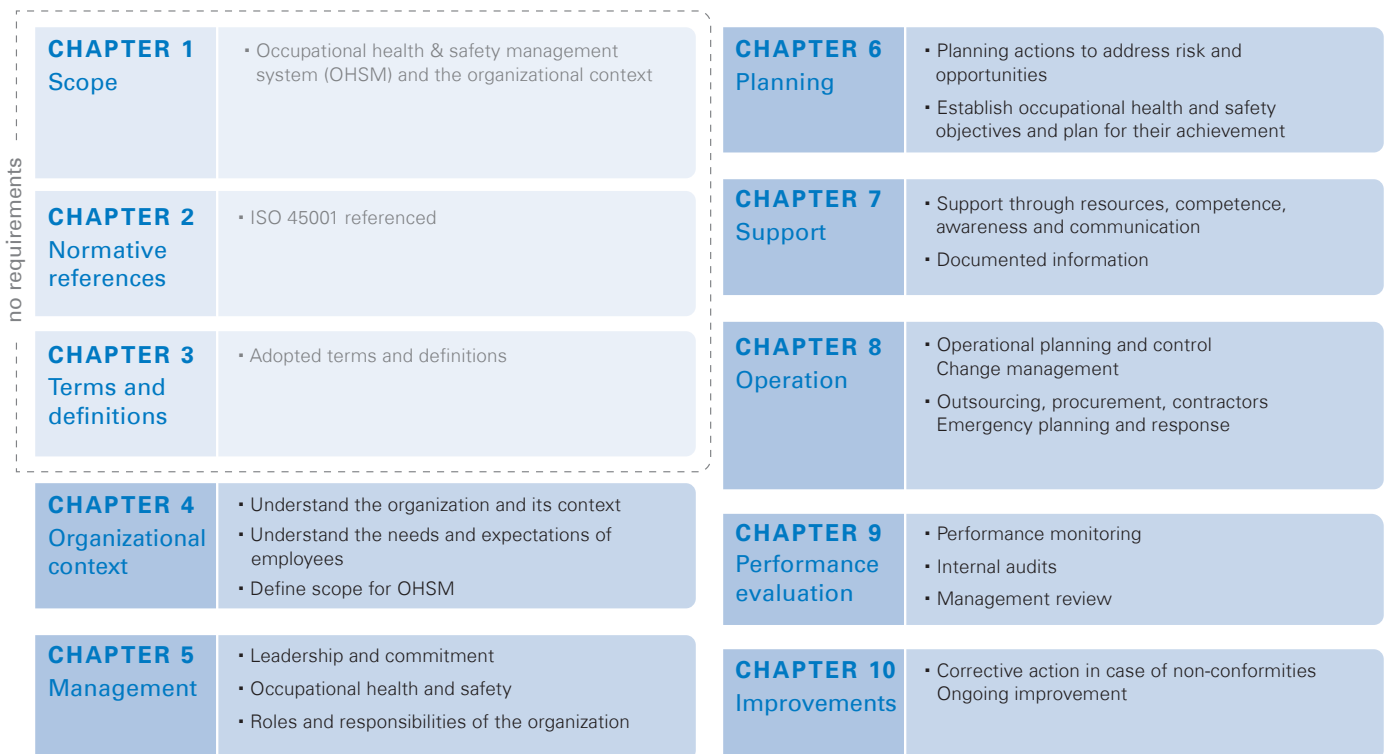 no requirements
CHAPTER 1
Scope
▪ Occupational health & safety management
system (OHSM) and the organizational context
CHAPTER 2
Normative
references
▪ ISO 45001 referenced
CHAPTER 3
Terms and
definitions
▪ Adopted terms and definitions
CHAPTER 4
Organizational
context
▪ Understand the organization and its context
▪ Understand the needs and expectations of
employees
▪ Define scope for OHSM
CHAPTER 5
Management
▪ Leadership and commitment
▪ Occupational health and safety
▪ Roles and responsibilities of the organization
CHAPTER 6
Planning
▪ Planning actions to address risk and
opportunities
▪ Establish occupational health and safety
objectives and plan for their achievement
CHAPTER 7
Support
▪ Support through resources, competence,
awareness and communication
▪ Documented information
CHAPTER 8
Operation
▪ Operational planning and control
Change management
▪ Outsourcing, procurement, contractors
Emergency planning and response
CHAPTER 9
Performance
evaluation
▪ Performance monitoring
▪ Internal audits
▪ Management review
CHAPTER 10
Improvements
▪ Corrective action in case of non-conformities
Ongoing improvement